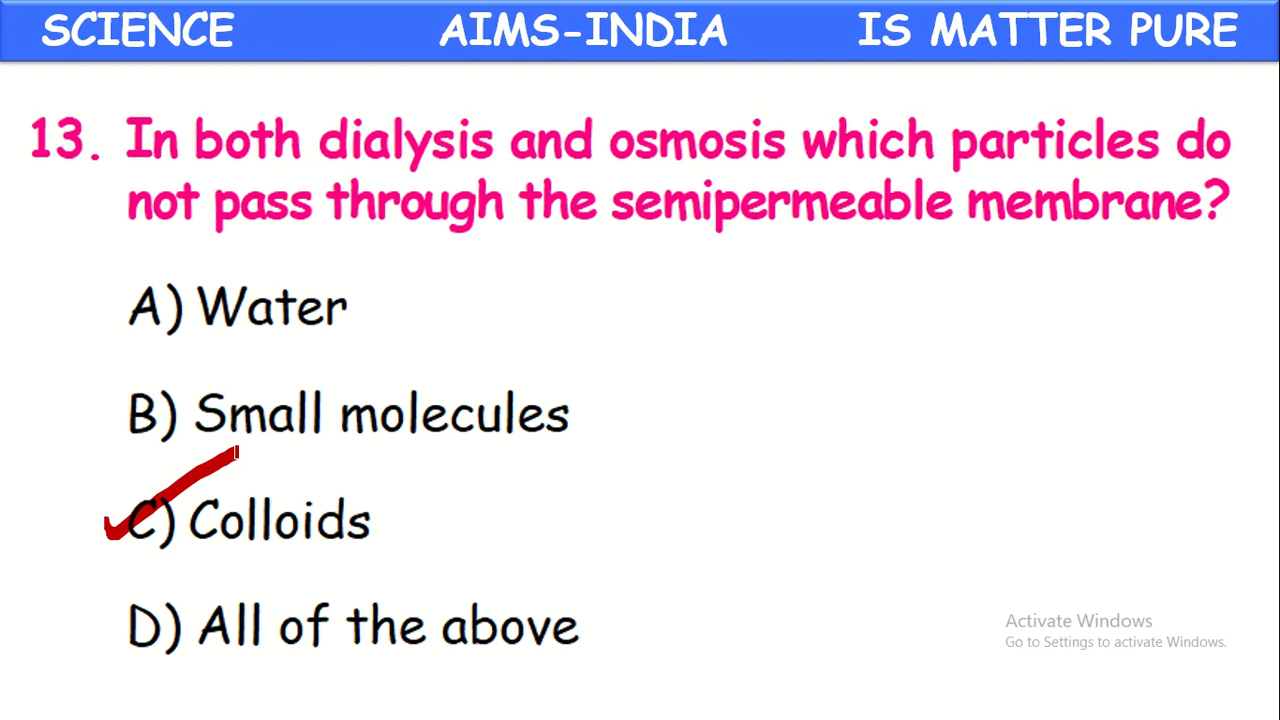 SCIENCE AIMS-INDIA IS MATTER PURE
13. In both dialysis and osmosis which particles do
not pass through the semipermeable membrane?
A) Water
B) Small molecules
C) Colloids
D) All of the above
Activate Windows
Go to Settings to activate Windows.